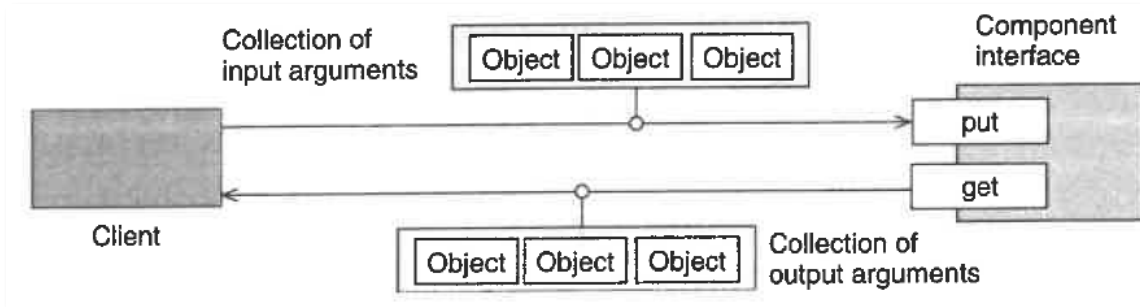 Collection of
input arguments
Object Object Object
Component
interface
put
get
Client
Object Object Object
Collection of
output arguments